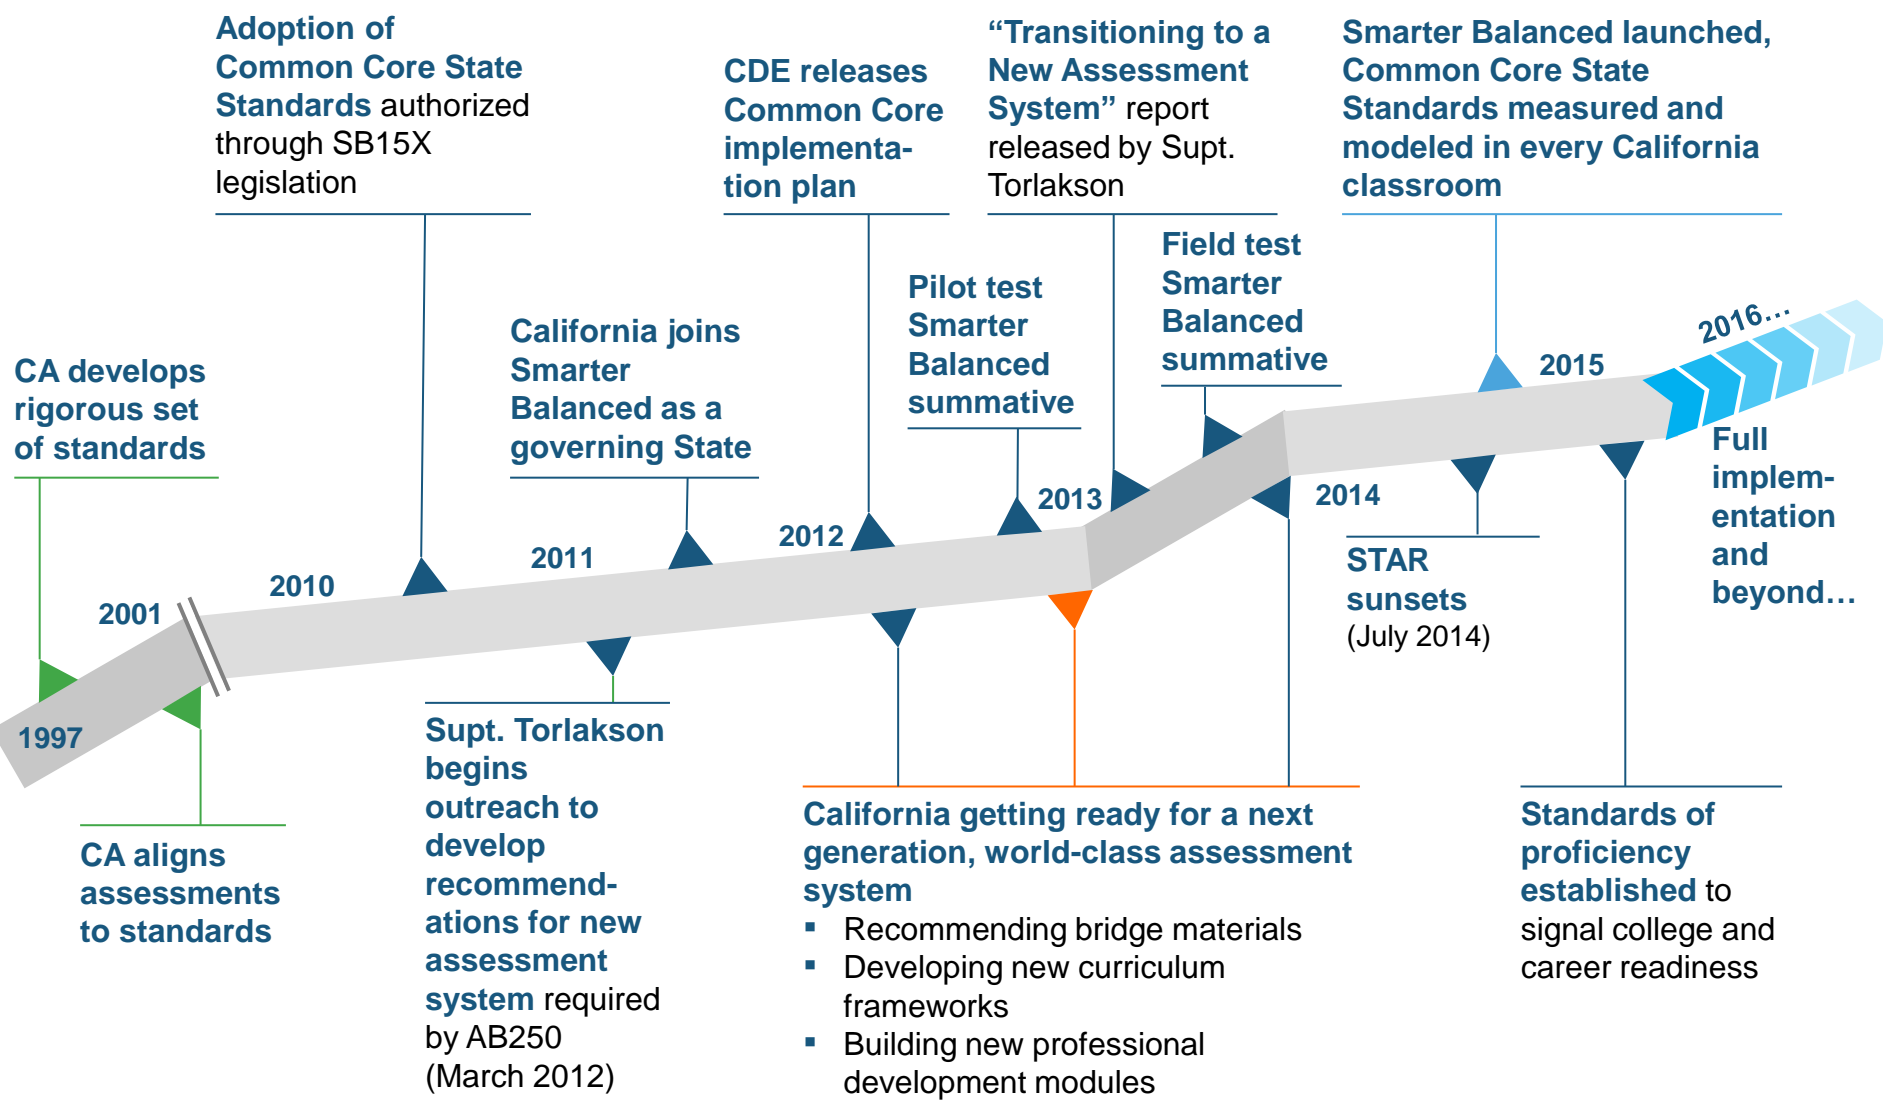 Adoption of
Common Core State
Standards authorized
through SB15X
legislation
CDE releases
Common Core
implementa-
tion plan
“Transitioning to a
New Assessment
System” report
released by Supt.
Torlakson
Smarter Balanced launched,
Common Core State
Standards measured and
modeled in every California
classroom
CA develops
rigorous set
of standards
California joins
Smarter
Balanced as a
governing State
Pilot test
Smarter
Balanced
summative
Field test
Smarter
Balanced
summative
1997
2001
2010
2011
2012
2013
2014
2015
2016…
CA aligns
assessments
to standards
Supt. Torlakson
begins
outreach to
develop
recommend-
ations for new
assessment
system required
by AB250
(March 2012)
California getting ready for a next
generation, world-class assessment
system
▪ Recommending bridge materials
▪ Developing new curriculum
frameworks
▪ Building new professional
development modules
STAR
sunsets
(July 2014)
Standards of
proficiency
established to
signal college and
career readiness
Full
implem-
entation
and
beyond…